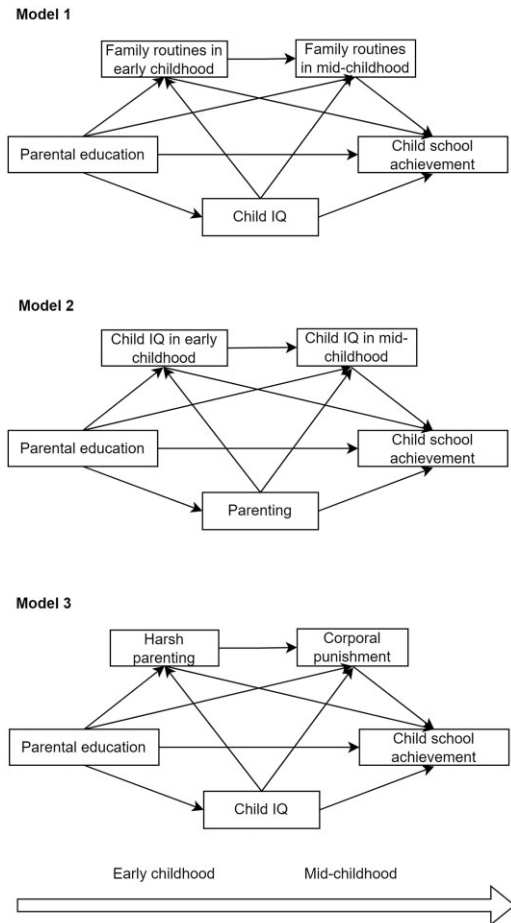 Model 1
Family routines in
early childhood
Family routines
in mid-childhood
Parental education
Child school
achievement
Child IQ
Model 2
Child IQ in early
childhood
Child IQ in mid-
childhood
Parental education
Child school
achievement
Parenting
Model 3
Harsh
parenting
Corporal
punishment
Parental education
Child school
achievement
Child IQ
Early childhood
Mid-childhood